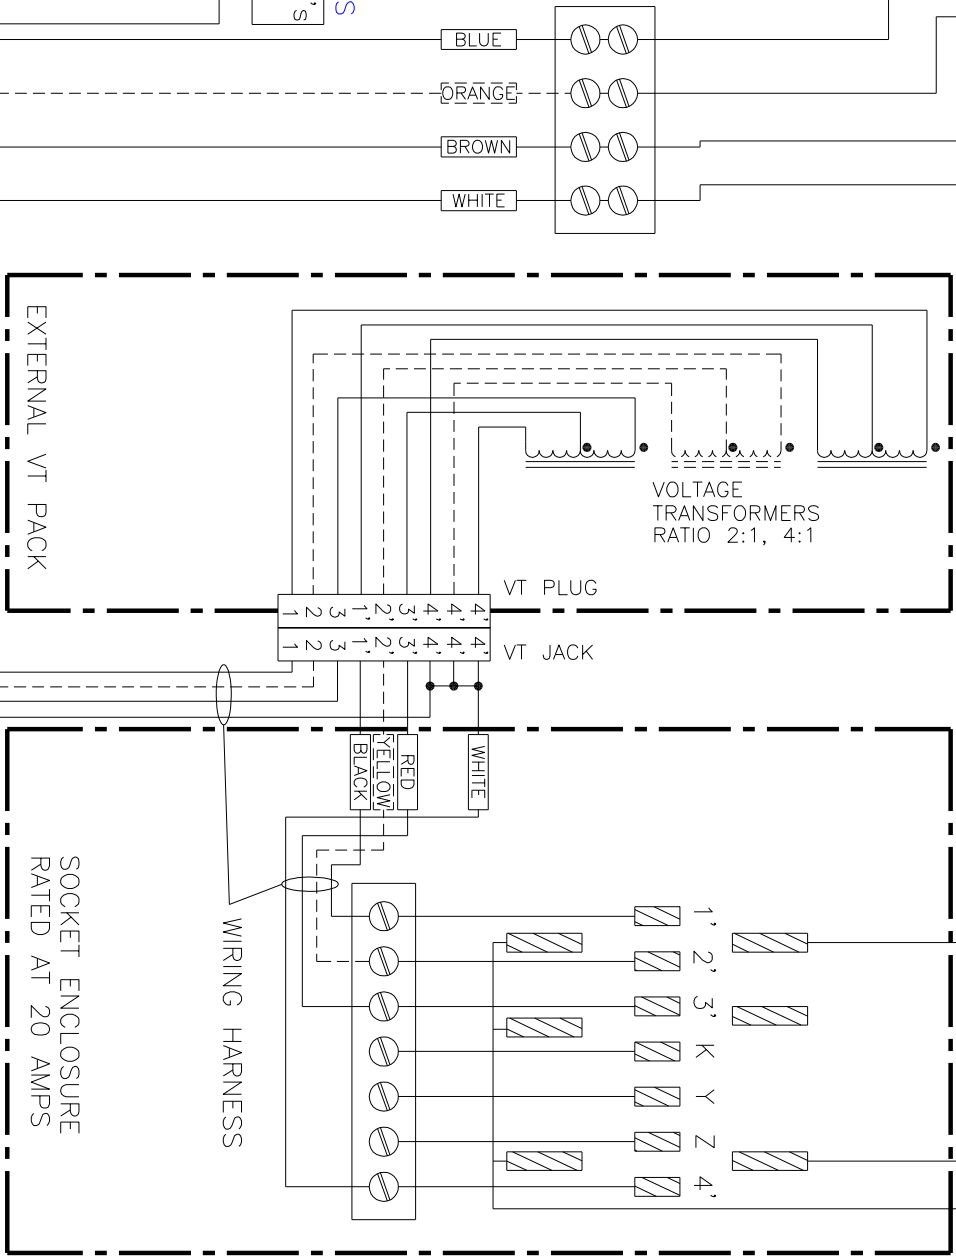 S,
S
BLUE
ORANGE
BROWN
WHITE
EXTERNAL VT PACK
VOLTAGE
TRANSFORMERS
RATIO 2:1, 4:1
VT PLUG
1 2 3 1, 2, 3, 4, 4, 4,
1 2 3 1, 2, 3, 4, 4, 4,
VT JACK
BLACK
YELLOW
RED
WHITE
SOCKET ENCLOSURE
RATED AT 20 AMPS
WIRING HARNESS
1,
2,
3,
K
Y
Z
4,